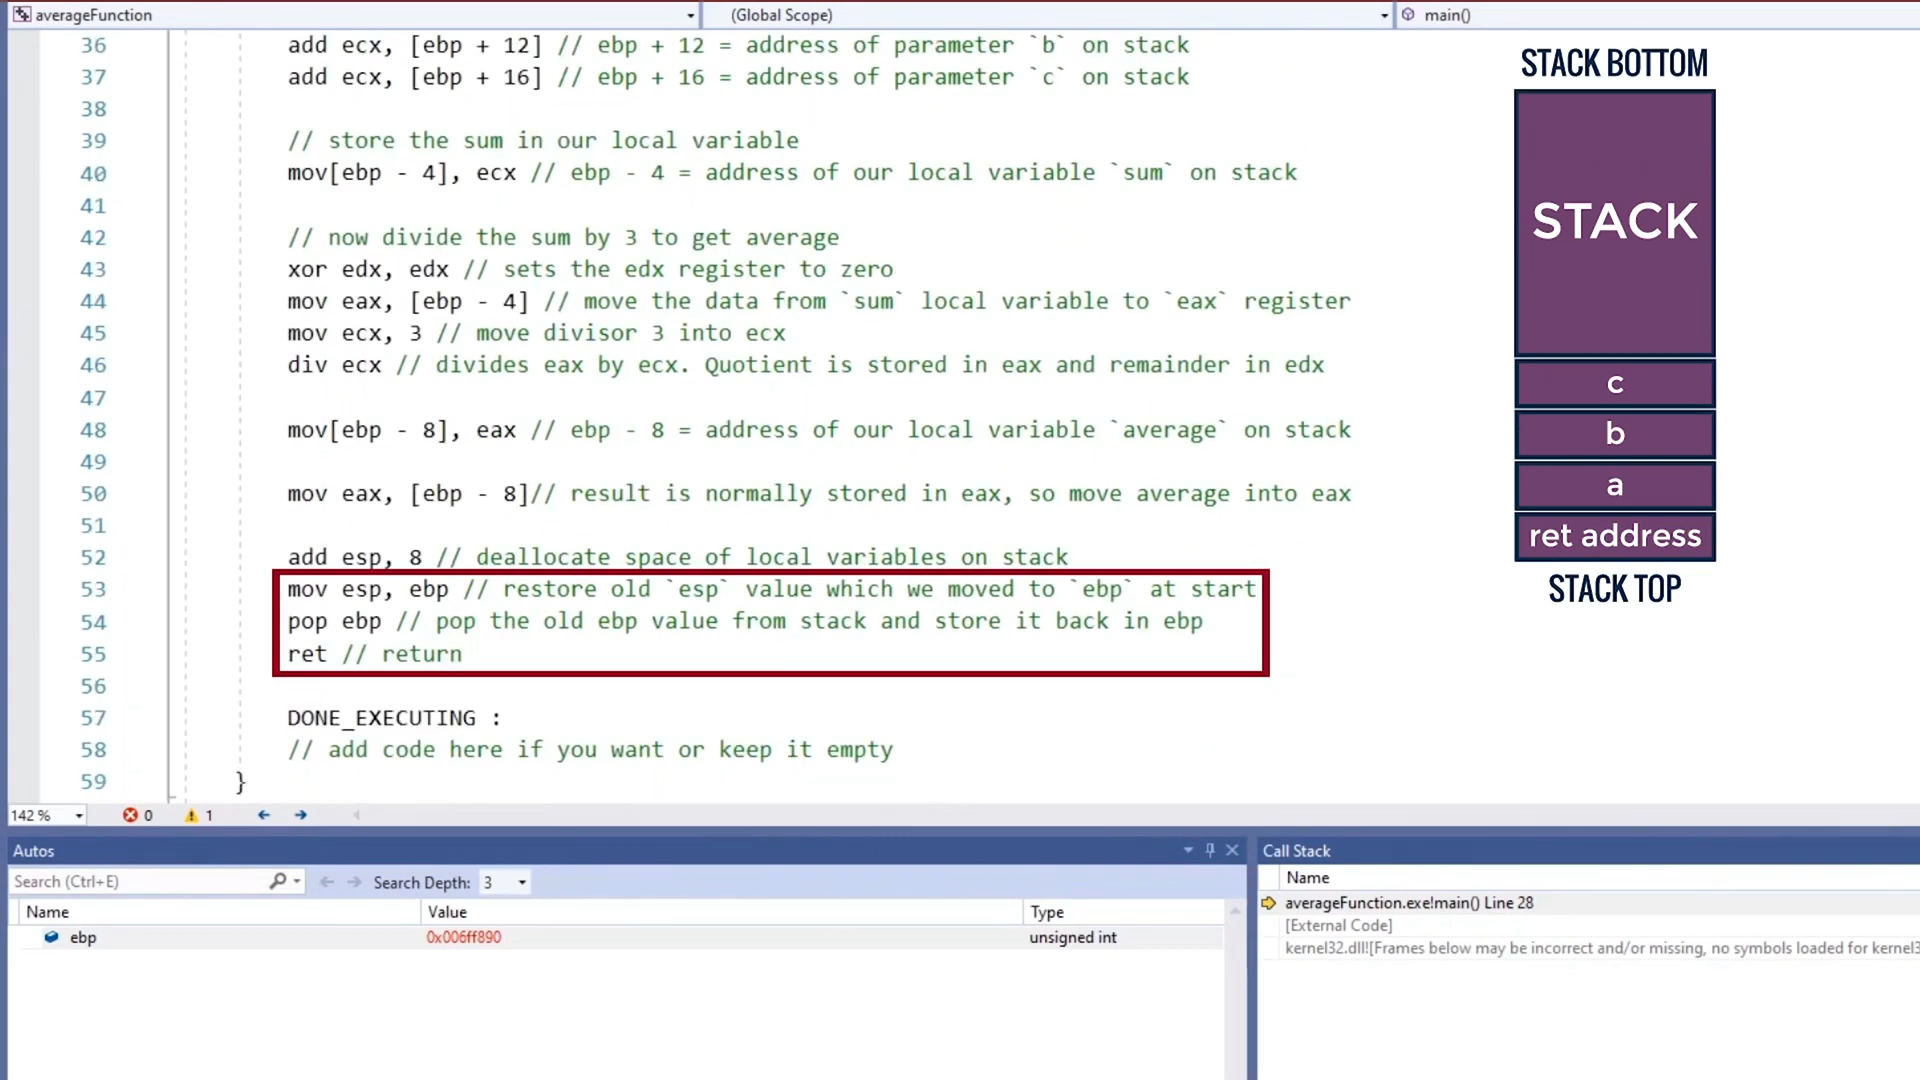 averageFunction
(Global Scope)
main()
36 add ecx, [ebp + 12] // ebp + 12 = address of parameter `b` on stack
37 add ecx, [ebp + 16] // ebp + 16 = address of parameter `c` on stack
38
39 // store the sum in our local variable
40 mov[ebp - 4], ecx // ebp - 4 = address of our local variable `sum` on stack
41
42 // now divide the sum by 3 to get average
43 xor edx, edx // sets the edx register to zero
44 mov eax, [ebp - 4] // move the data from `sum` local variable to `eax` register
45 mov ecx, 3 // move divisor 3 into ecx
46 div ecx // divides eax by ecx. Quotient is stored in eax and remainder in edx
47
48 mov[ebp - 8], eax // ebp - 8 = address of our local variable `average` on stack
49
50 mov eax, [ebp - 8]// result is normally stored in eax, so move average into eax
51
52 add esp, 8 // deallocate space of local variables on stack
53 mov esp, ebp // restore old `esp` value which we moved to `ebp` at start
54 pop ebp // pop the old ebp value from stack and store it back in ebp
55 ret // return
56
57 DONE_EXECUTING :
58 // add code here if you want or keep it empty
59 }
STACK BOTTOM
STACK
c
b
a
ret address
STACK TOP
142 %
0
1
Autos
Search (Ctrl+E)
Search Depth: 3
Name Value Type
ebp 0x006ff890 unsigned int
Call Stack
Name
averageFunction.exe!main() Line 28
[External Code]
kernel32.dll![Frames below may be incorrect and/or missing, no symbols loaded for kernel3